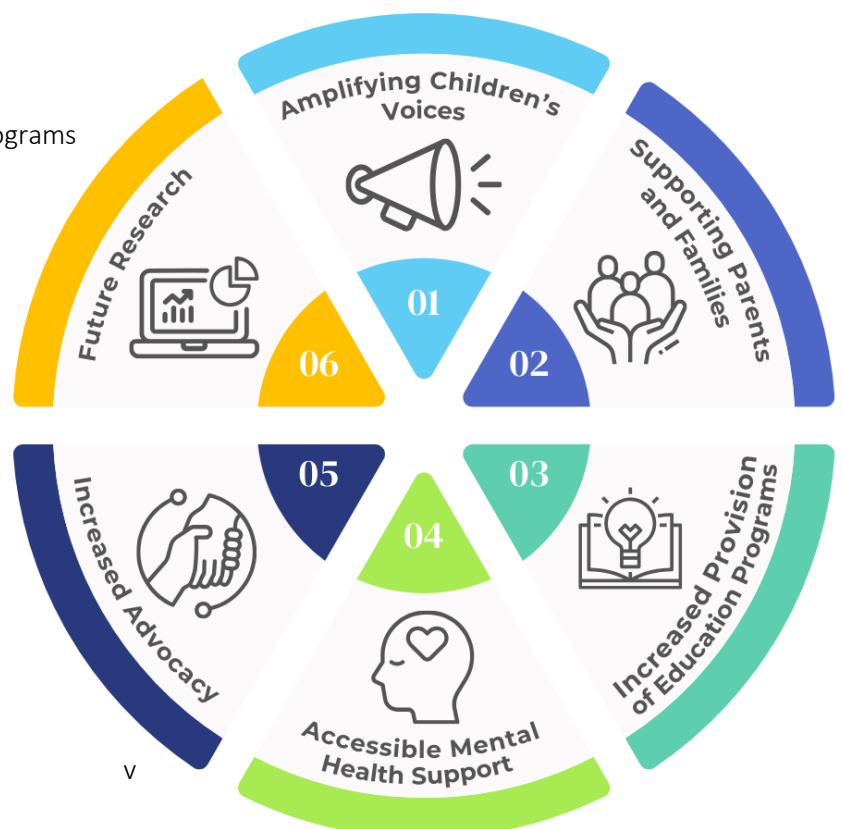 ograms
Amplifying Children's
Voices
01
Supporting Parents
and Families
02
Increased Provision
of Education Programs
03
Accessible Mental
Health Support
04
Increased Advocacy
05
Future Research
06
v